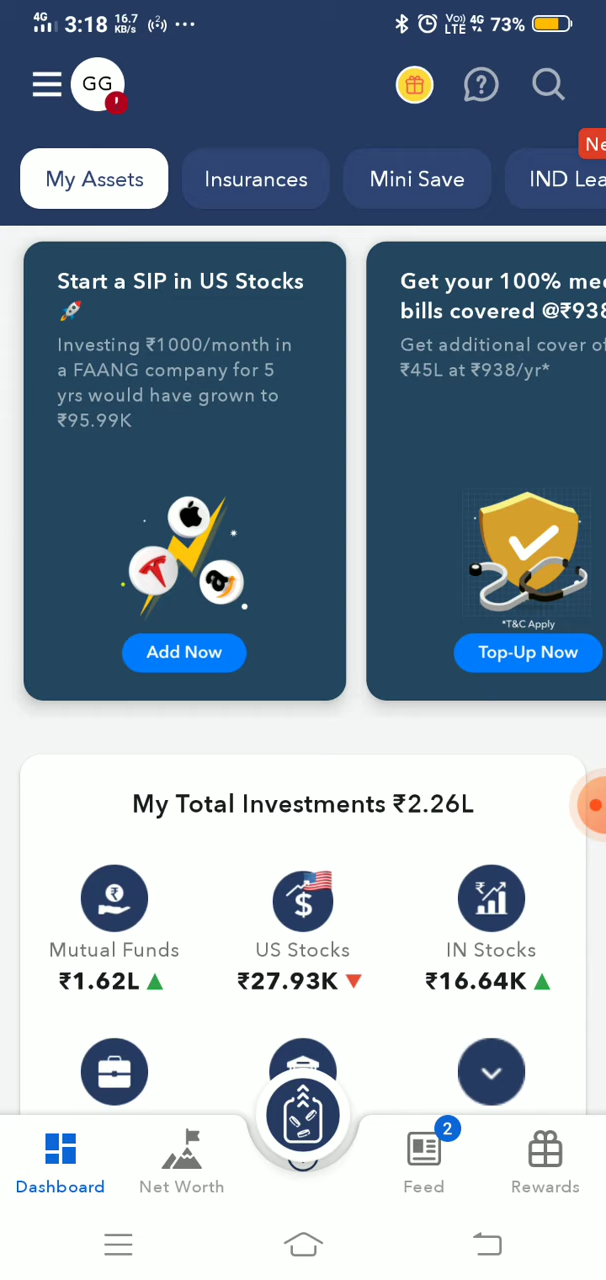 4G 3:18 16.7 KB/s ... Vo)) LTE 4G 73%
GG
My Assets Insurances Mini Save IND Lea
Ne
Start a SIP in US Stocks
🚀
Investing ₹1000/month in
a FAANG company for 5
yrs would have grown to
₹95.99K
Add Now
Get your 100% me
bills covered @₹938
Get additional cover of
₹45L at ₹938/yr*
*T&C Apply
Top-Up Now
My Total Investments ₹2.26L
Mutual Funds US Stocks IN Stocks
₹1.62L ▲ ₹27.93K ▼ ₹16.64K ▲
2
Dashboard Net Worth Feed Rewards